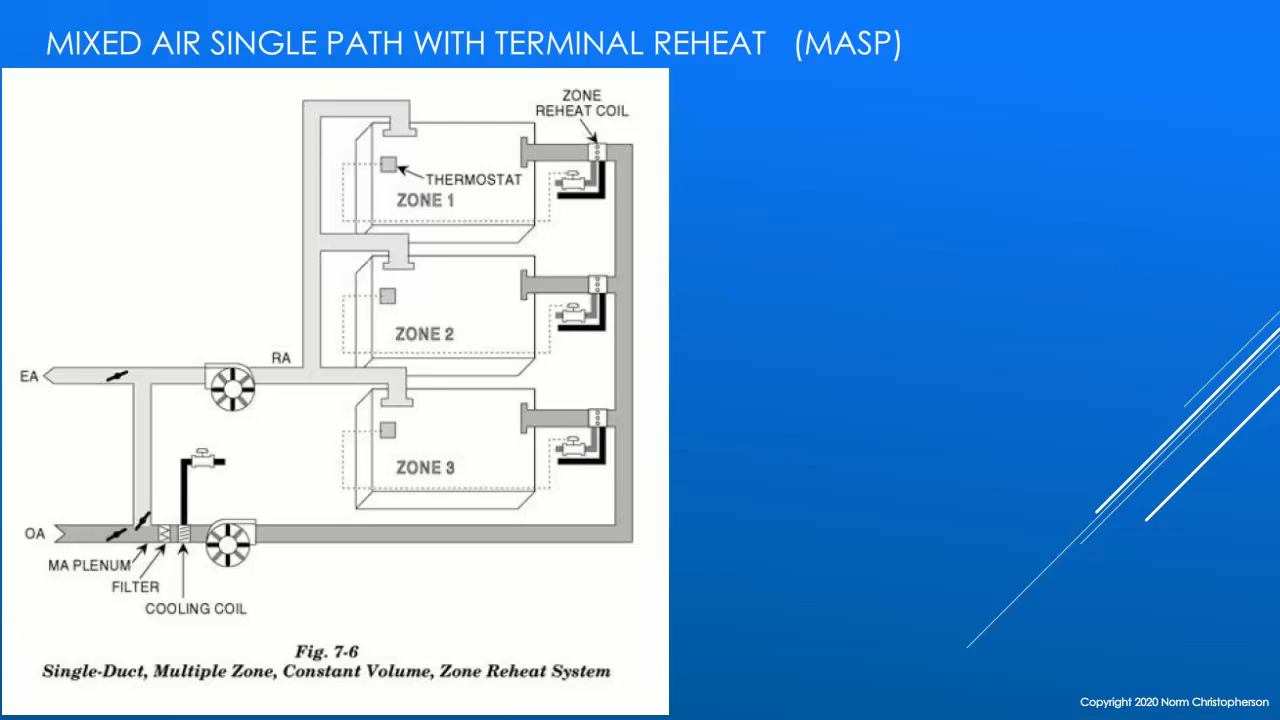 MIXED AIR SINGLE PATH WITH TERMINAL REHEAT (MASP)
ZONE
REHEAT COIL
THERMOSTAT
ZONE 1
ZONE 2
RA
EA
ZONE 3
OA
MA PLENUM
FILTER
COOLING COIL
Fig. 7-6
Single-Duct, Multiple Zone, Constant Volume, Zone Reheat System
Copyright 2020 Norm Christopherson